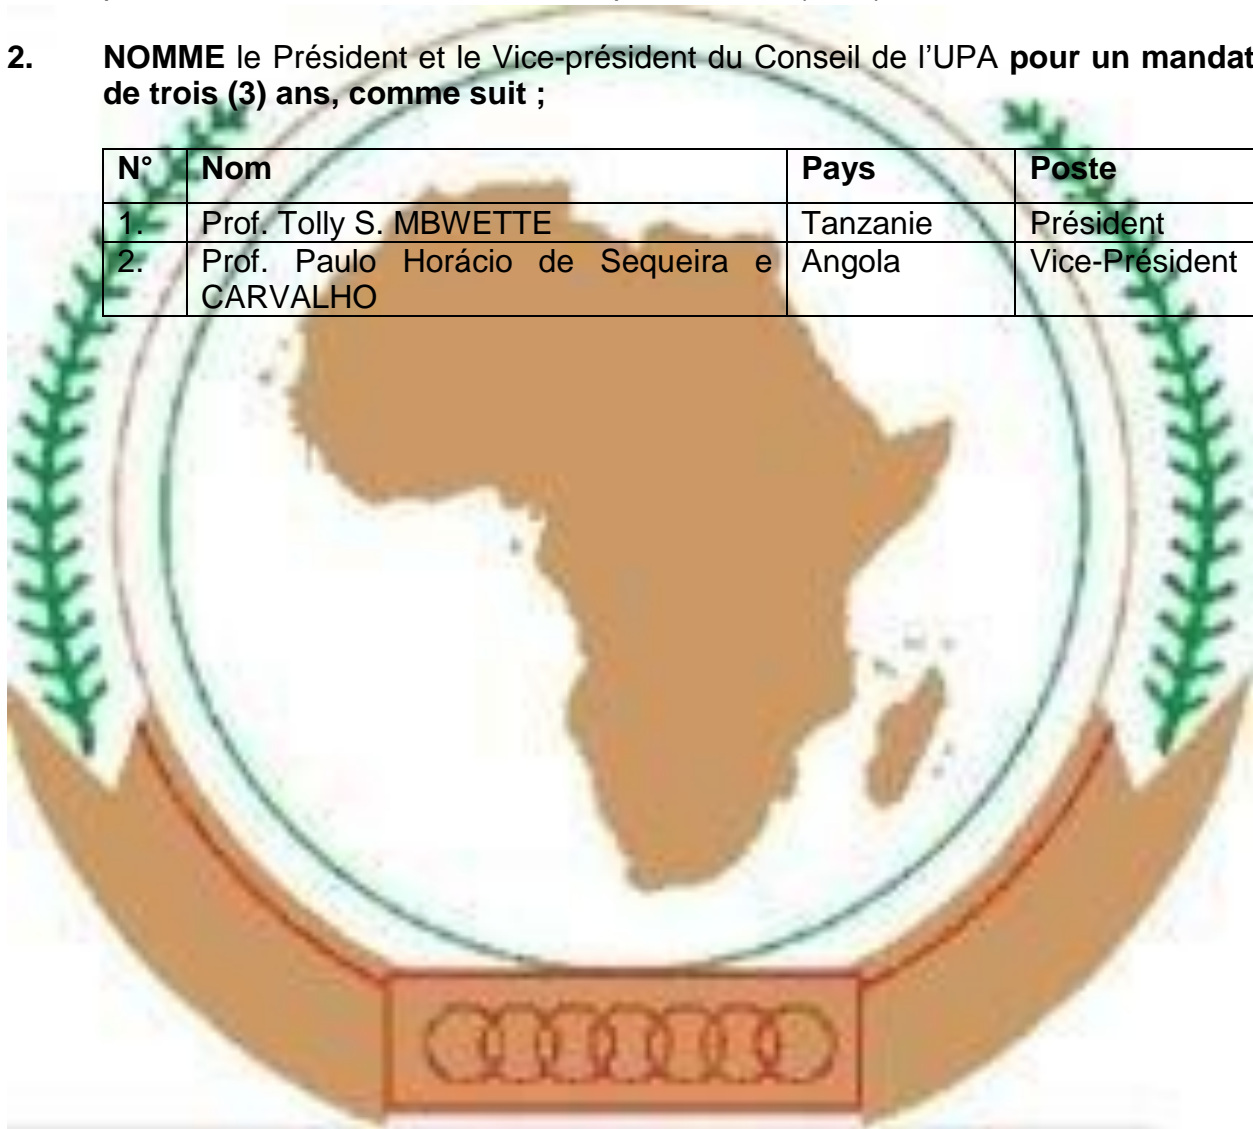 2. NOMME le Président et le Vice-président du Conseil de l’UPA pour un mandat
de trois (3) ans, comme suit ;
N° Nom Pays Poste
1. Prof. Tolly S. MBWETTE Tanzanie Président
2. Prof. Paulo Horácio de Sequeira e Angola Vice-Président
CARVALHO